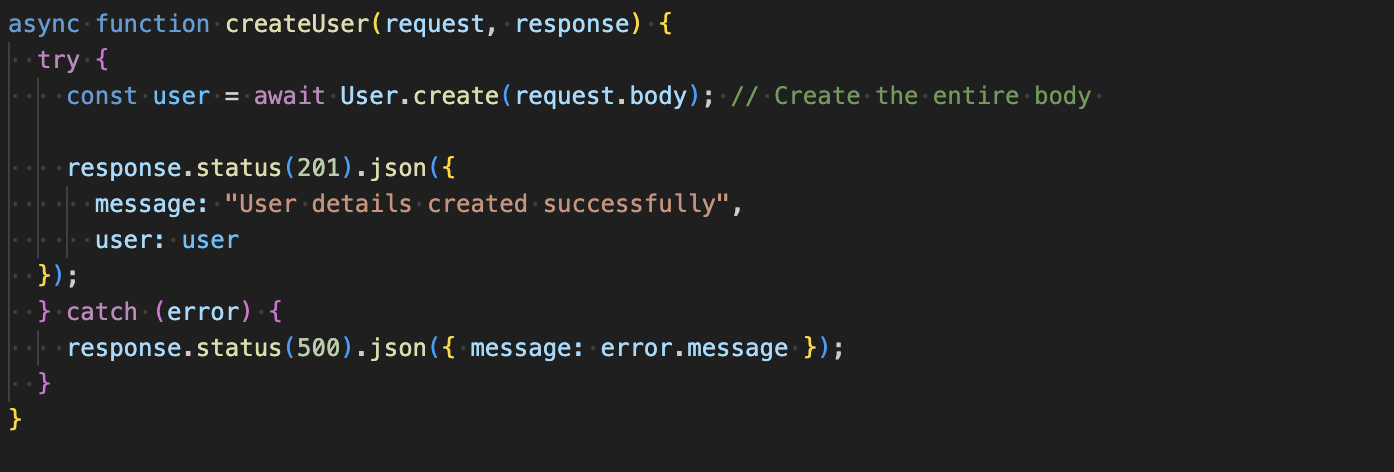 async function createUser(request, response) {
  try {
    const user = await User.create(request.body); // Create the entire body

    response.status(201).json({
      message: "User details created successfully",
      user: user
  });
  } catch (error) {
    response.status(500).json({ message: error.message });
  }
}